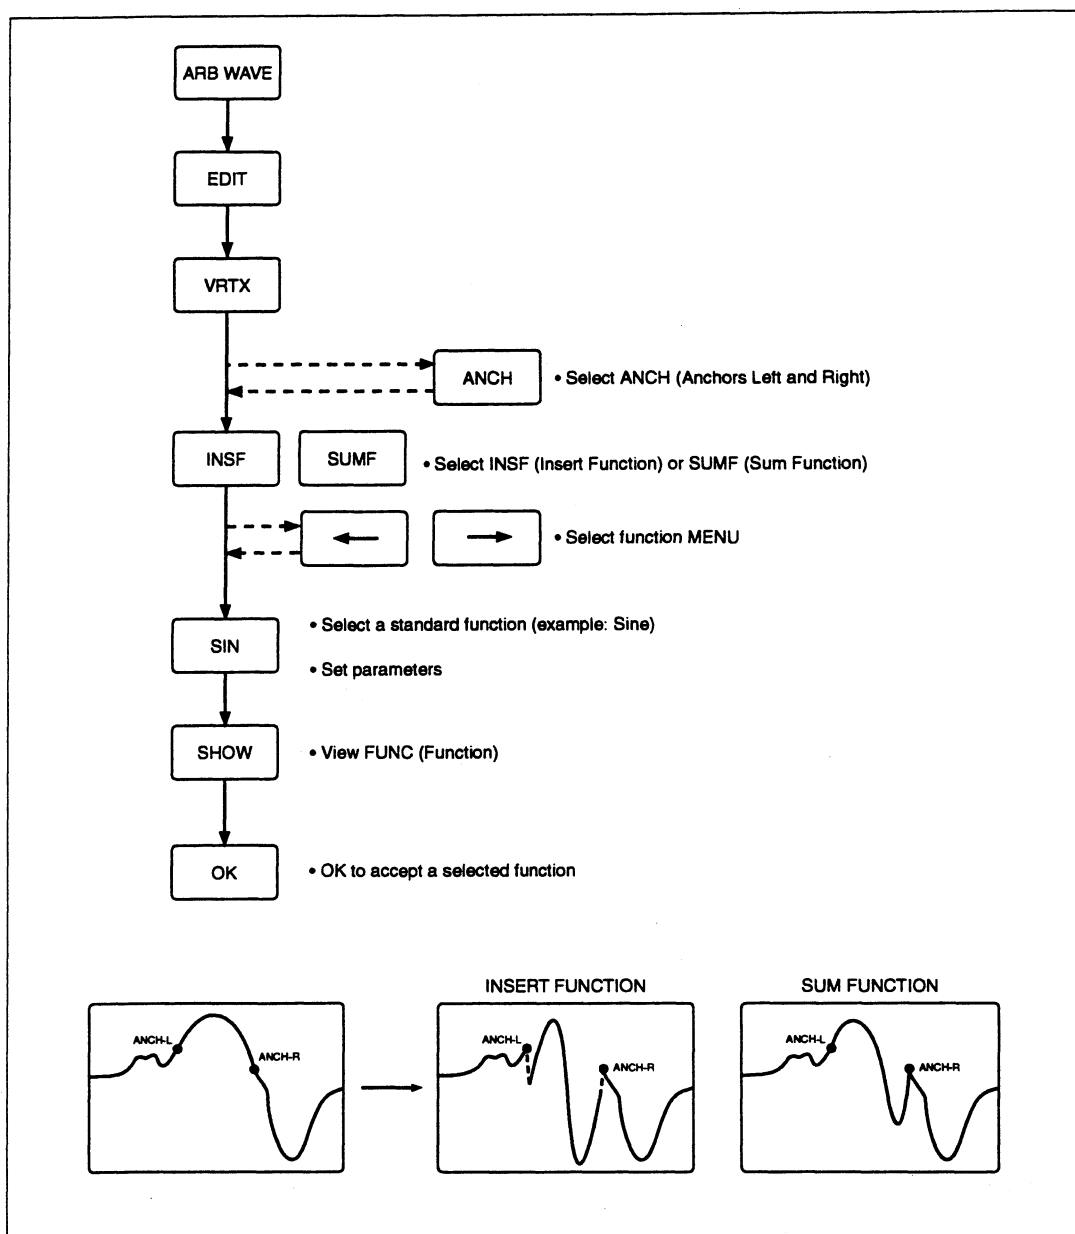 ARB WAVE
EDIT
VRTX
ANCH
• Select ANCH (Anchors Left and Right)
INSF
SUMF
• Select INSF (Insert Function) or SUMF (Sum Function)
• Select function MENU
SIN
• Select a standard function (example: Sine)
• Set parameters
SHOW
• View FUNC (Function)
OK
• OK to accept a selected function
INSERT FUNCTION
SUM FUNCTION
ANCH-L
ANCH-R
ANCH-L
ANCH-R
ANCH-L
ANCH-R